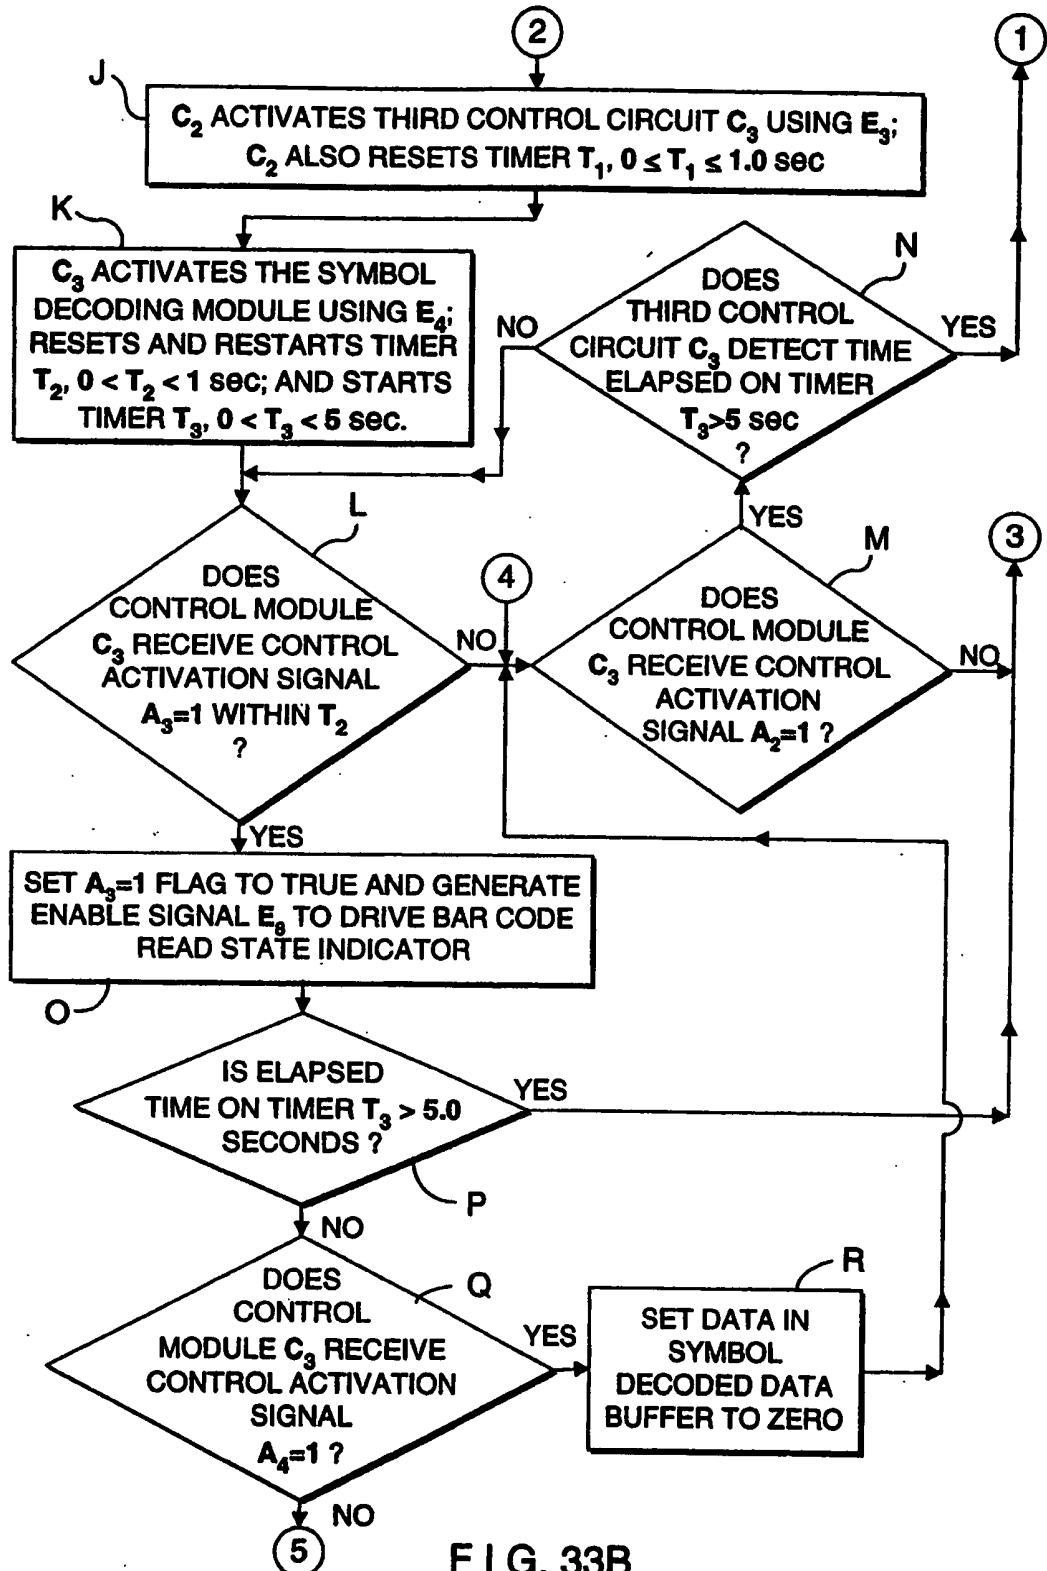 2
1
J
C2 ACTIVATES THIRD CONTROL CIRCUIT C3 USING E3;
C2 ALSO RESETS TIMER T1, 0 ≤ T1 ≤ 1.0 sec
K
C3 ACTIVATES THE SYMBOL
DECODING MODULE USING E4;
RESETS AND RESTARTS TIMER
T2, 0 < T2 < 1 sec; AND STARTS
TIMER T3, 0 < T3 < 5 sec.
N
DOES
THIRD CONTROL
CIRCUIT C3 DETECT TIME
ELAPSED ON TIMER
T3>5 sec
?
NO
YES
L
DOES
CONTROL MODULE
C3 RECEIVE CONTROL
ACTIVATION SIGNAL
A3=1 WITHIN T2
?
NO
YES
4
M
YES
DOES
CONTROL MODULE
C3 RECEIVE CONTROL
ACTIVATION
SIGNAL A2=1 ?
NO
3
SET A3=1 FLAG TO TRUE AND GENERATE
ENABLE SIGNAL E6 TO DRIVE BAR CODE
READ STATE INDICATOR
O
IS ELAPSED
TIME ON TIMER T3 > 5.0
SECONDS ?
YES
P
NO
Q
DOES
CONTROL
MODULE C3 RECEIVE
CONTROL ACTIVATION
SIGNAL
A4=1 ?
YES
R
SET DATA IN
SYMBOL
DECODED DATA
BUFFER TO ZERO
NO
5
FIG. 33B